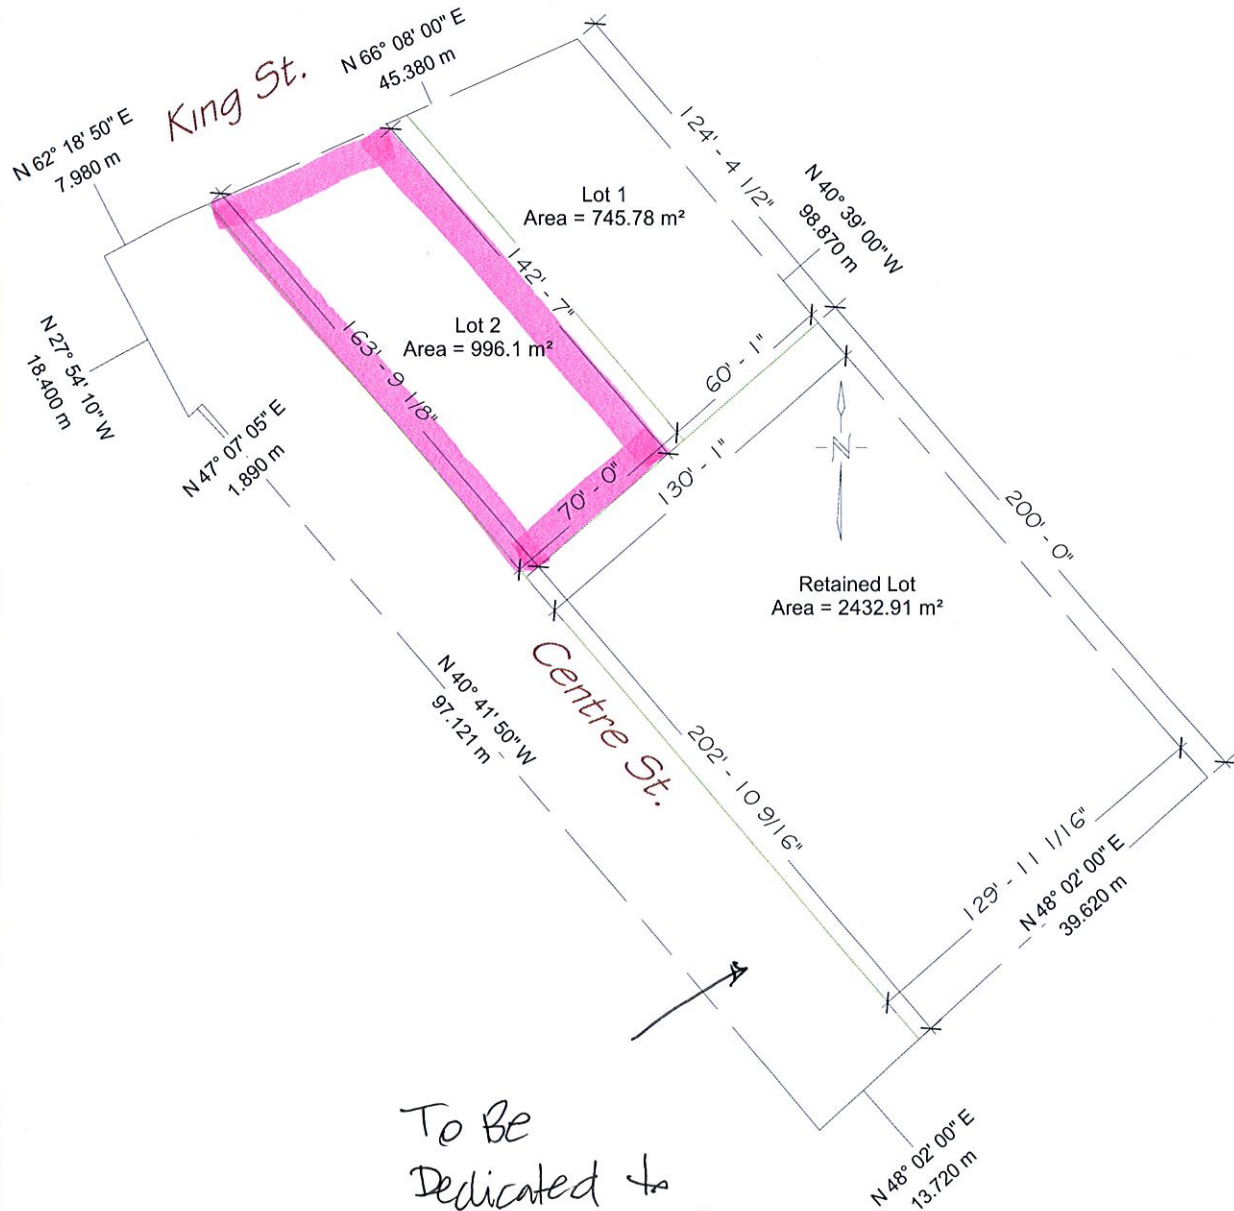 King St.
N 66° 08' 00" E
45.380 m
N 62° 18' 50" E
7.980 m
124' - 4 1/2"
Lot 1
Area = 745.78 m²
N 40° 39' 00" W
98.870 m
142' - 7"
Lot 2
Area = 996.1 m²
163' - 9 1/8"
60' - 1"
N 27° 54' 10" W
18.400 m
N 47° 07' 05" E
1.890 m
70' - 0"
130' - 1"
N
200' - 0"
Retained Lot
Area = 2432.91 m²
Centre St.
N 40° 41' 50" W
97.121 m
202' - 10 9/16"
129' - 11 1/16"
N 48° 02' 00" E
39.620 m
To Be
Dedicated to
N 48° 02' 00" E
13.720 m